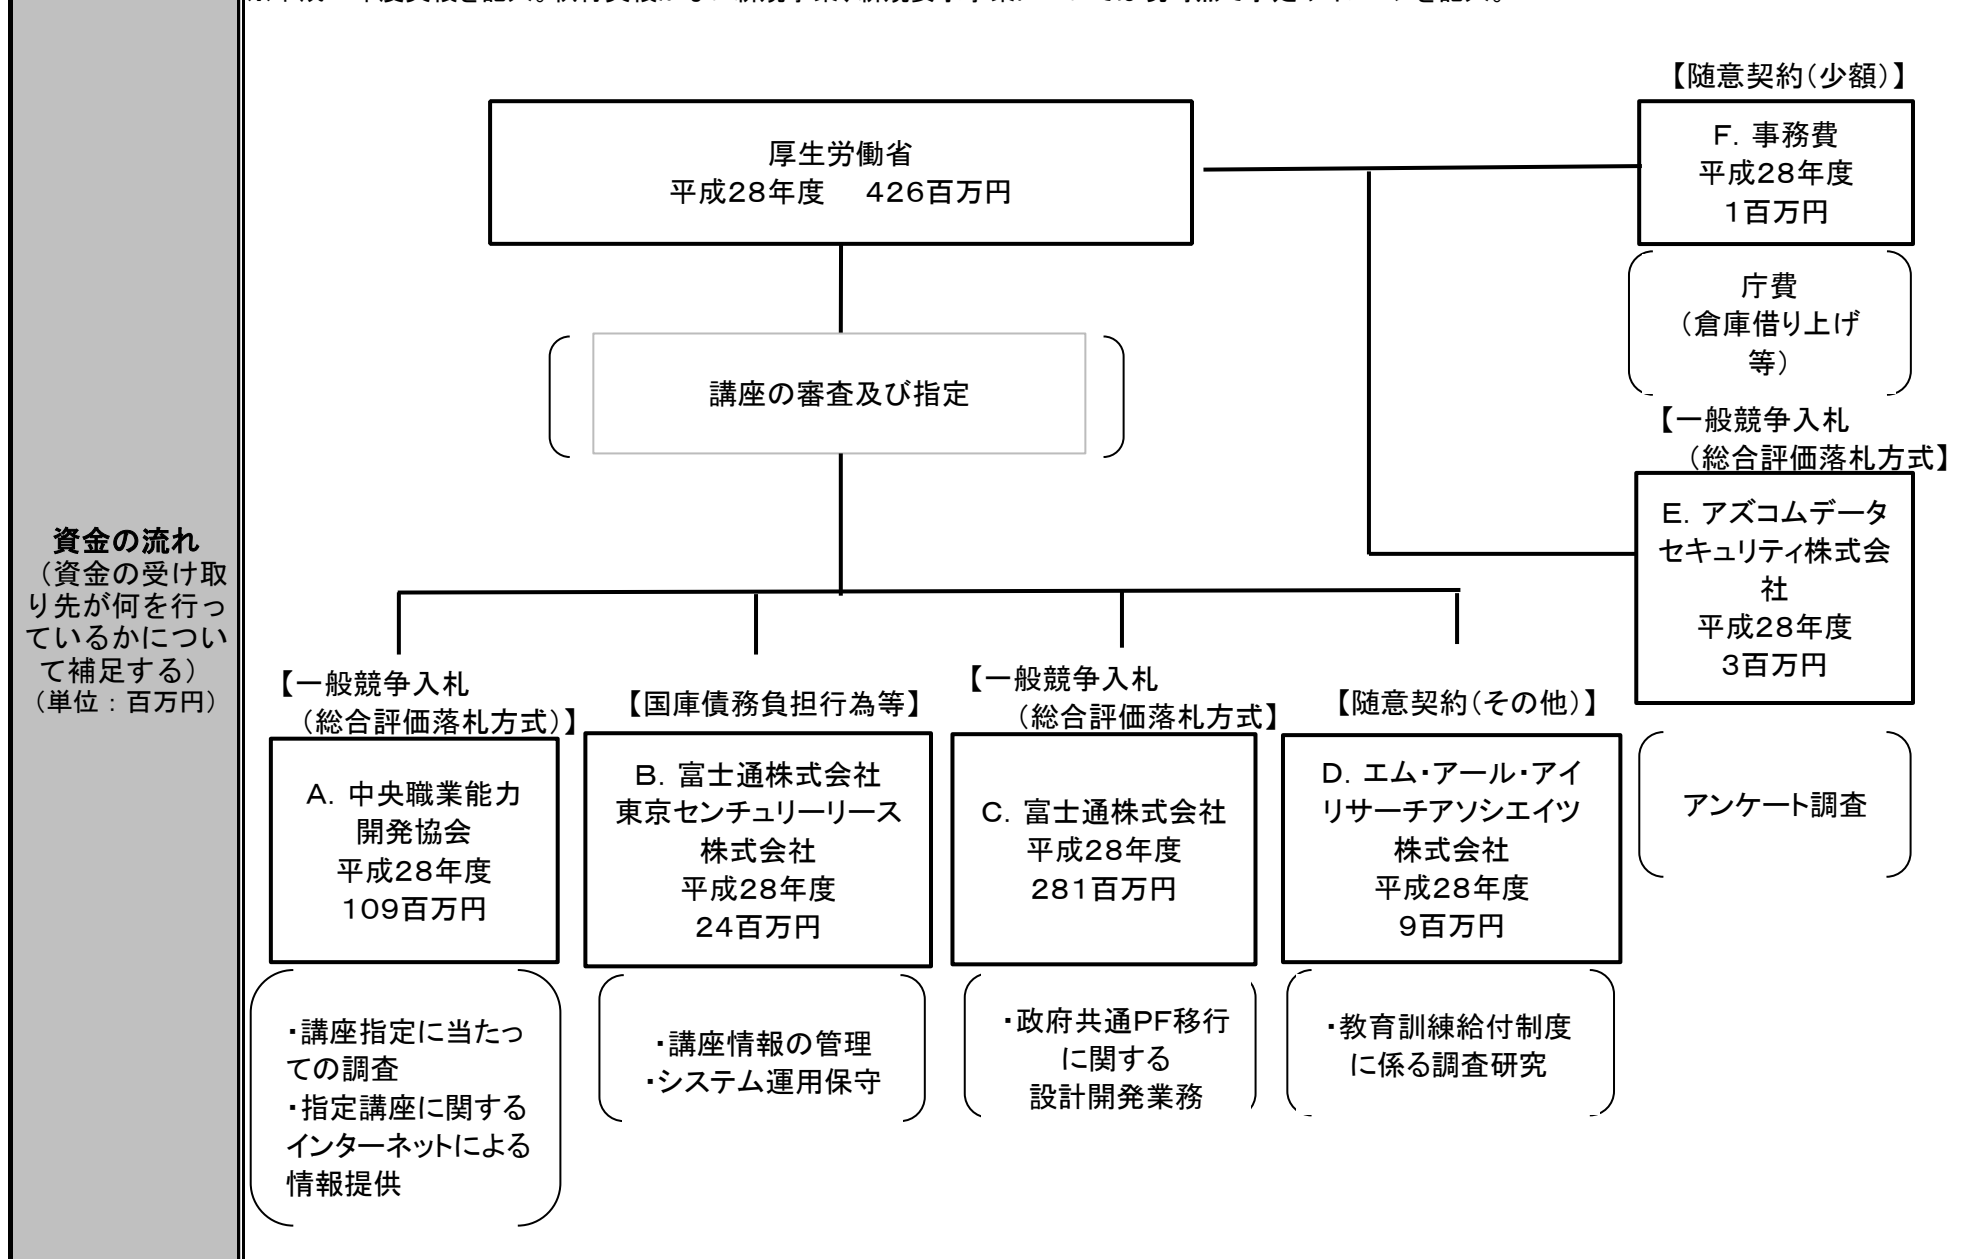 【随意契約（少額）】
厚生労働省
平成28年度　426百万円
F. 事務費
平成28年度
1百万円
庁費
（倉庫借り上げ
等）
講座の審査及び指定
【一般競争入札
（総合評価落札方式】
E. アズコムデータ
セキュリティ株式会
社
平成28年度
3百万円
アンケート調査
資金の流れ
（資金の受け取
り先が何を行っ
ているかについ
て補足する）
（単位：百万円）
【一般競争入札
（総合評価落札方式）】
A. 中央職業能力
開発協会
平成28年度
109百万円
・講座指定に当たっ
ての調査
・指定講座に関する
インターネットによる
情報提供
【国庫債務負担行為等】
B. 富士通株式会社
東京センチュリーリース
株式会社
平成28年度
24百万円
・講座情報の管理
・システム運用保守
【一般競争入札
（総合評価落札方式】
C. 富士通株式会社
平成28年度
281百万円
・政府共通PF移行
に関する
設計開発業務
【随意契約（その他）】
D. エム・アール・アイ
リサーチアソシエイツ
株式会社
平成28年度
9百万円
・教育訓練給付制度
に係る調査研究